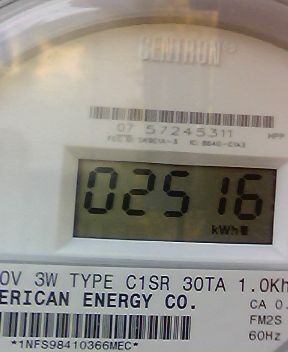 CENTRON®
07 57245311
HPP
02516
kWh
0V 3W TYPE C1SR 30TA 1.0Kh
ERICAN ENERGY CO.
CA 0.
FM2S
*1NFS98410366MEC*
60Hz